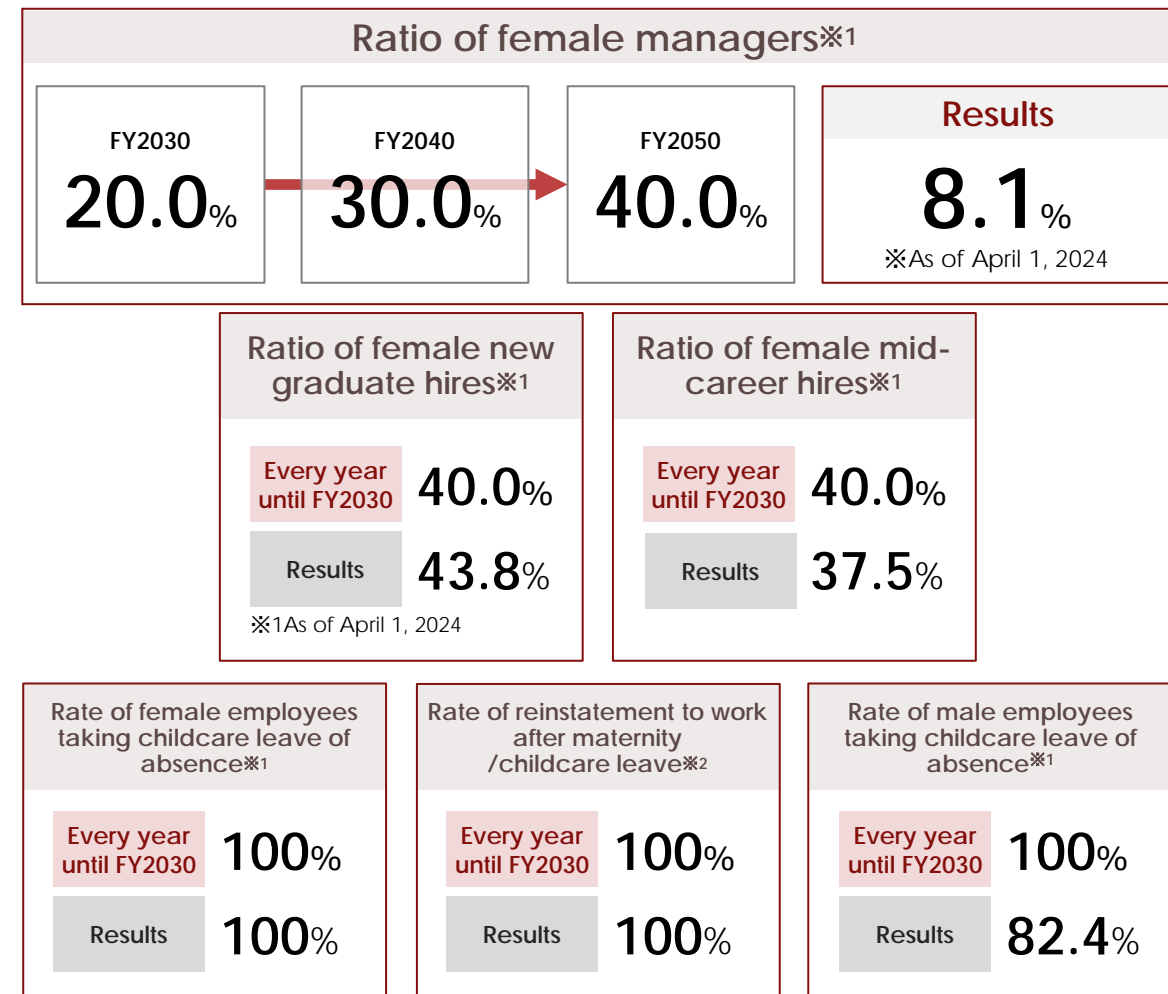 Ratio of female managers※1
FY2030
20.0%
FY2040
30.0%
FY2050
40.0%
Results
8.1%
※As of April 1, 2024
Ratio of female new
graduate hires※1
Every year
until FY2030
40.0%
Results
43.8%
※1As of April 1, 2024
Ratio of female mid-
career hires※1
Every year
until FY2030
40.0%
Results
37.5%
Rate of female employees
taking childcare leave of
absence※1
Every year
until FY2030
100%
Results
100%
Rate of reinstatement to work
after maternity
/childcare leave※2
Every year
until FY2030
100%
Results
100%
Rate of male employees
taking childcare leave of
absence※1
Every year
until FY2030
100%
Results
82.4%